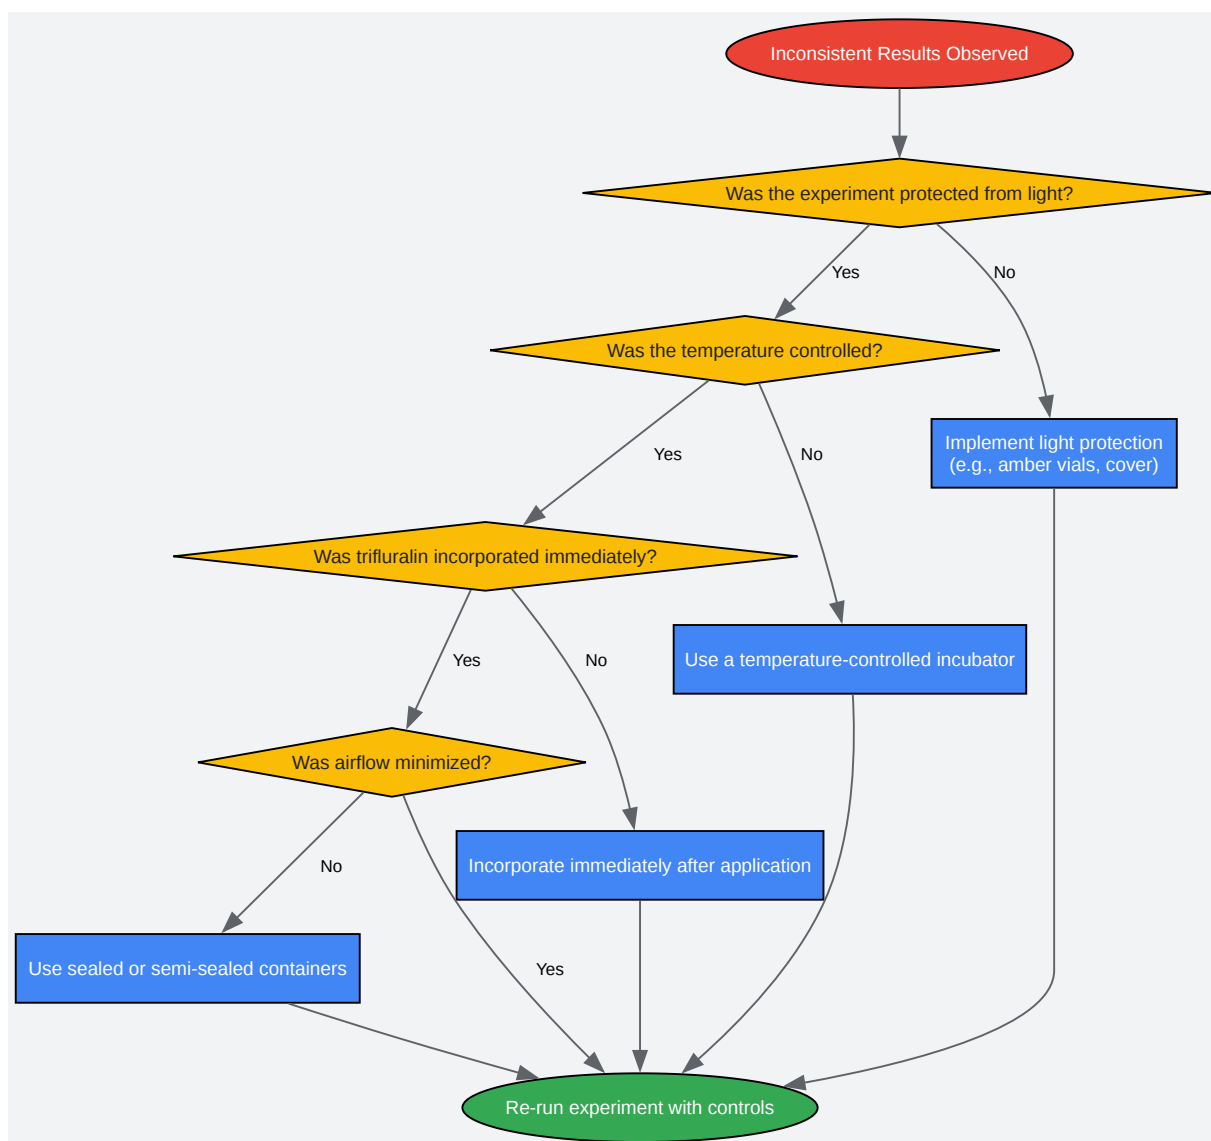 Inconsistent Results Observed
Was the experiment protected from light?
Yes
No
Was the temperature controlled?
Implement light protection
(e.g., amber vials, cover)
Yes
No
Was trifluralin incorporated immediately?
Yes
No
Use a temperature-controlled incubator
Was airflow minimized?
No
Incorporate immediately after application
Use sealed or semi-sealed containers
Yes
Re-run experiment with controls